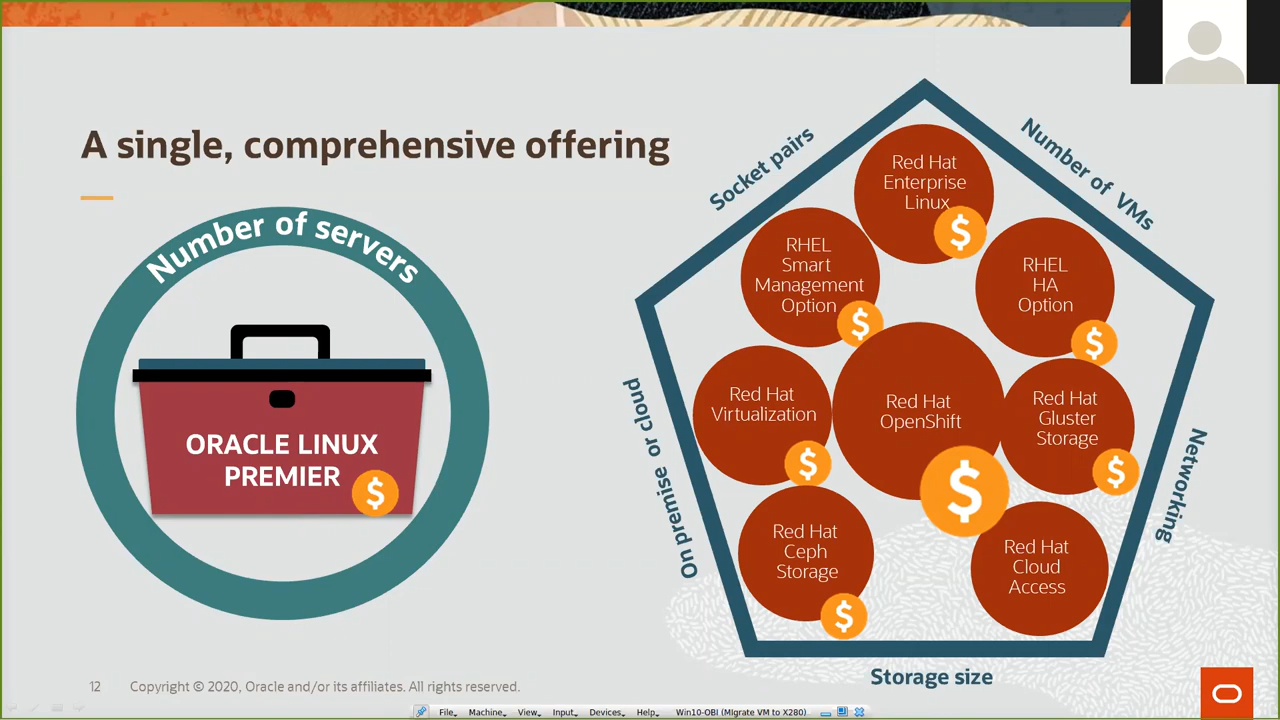 A single, comprehensive offering
Number of servers
ORACLE LINUX
PREMIER
$
Socket pairs
Number of VMs
On premise or cloud
Networking
Storage size
Red Hat
Enterprise
Linux
$
RHEL
Smart
Management
Option
$
RHEL
HA
Option
$
Red Hat
Virtualization
$
Red Hat
OpenShift
$
Red Hat
Gluster
Storage
$
Red Hat
Ceph
Storage
$
Red Hat
Cloud
Access
12 Copyright © Oracle and/or its affiliates. All rights reserved.
File Machine View Input Devices Help Win10-OBI (MIgrate VM to X280)